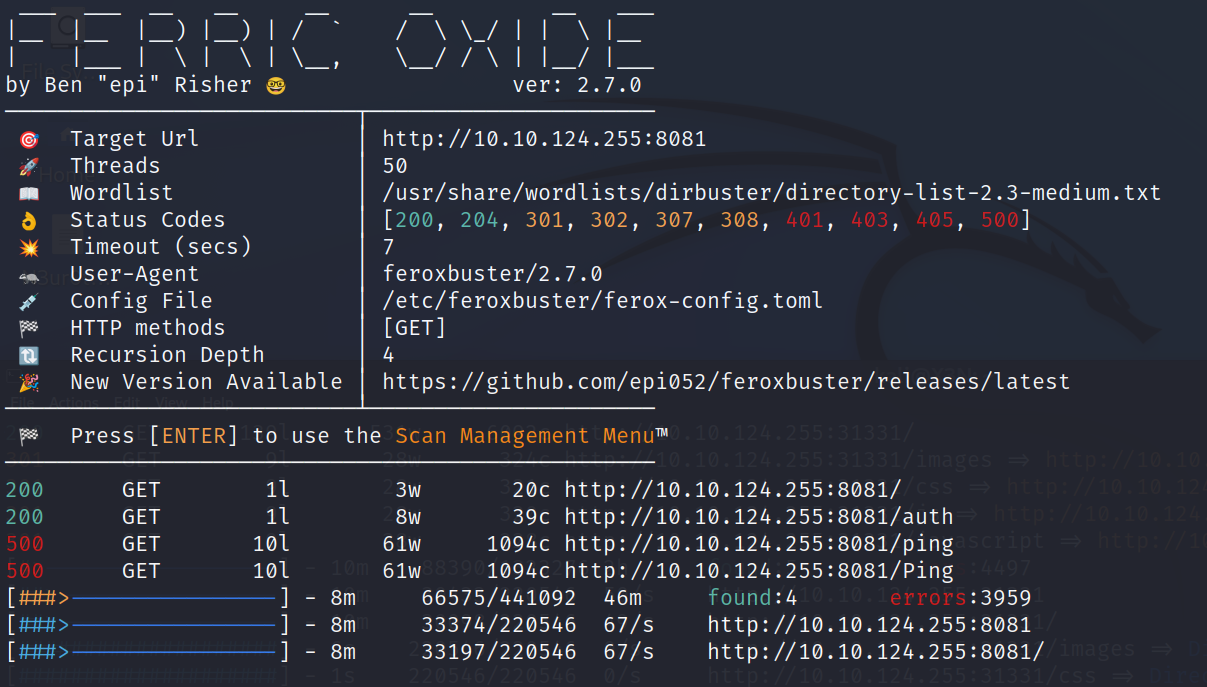 FERRIC OXIDE
by Ben "epi" Risher 🤓 ver: 2.7.0
🎯 Target Url │ http://10.10.124.255:8081
🚀 Threads │ 50
📖 Wordlist │ /usr/share/wordlists/dirbuster/directory-list-2.3-medium.txt
👌 Status Codes │ [200, 204, 301, 302, 307, 308, 401, 403, 405, 500]
💥 Timeout (secs) │ 7
🦡 User-Agent │ feroxbuster/2.7.0
💉 Config File │ /etc/feroxbuster/ferox-config.toml
🏁 HTTP methods │ [GET]
🔃 Recursion Depth │ 4
🎉 New Version Available │ https://github.com/epi052/feroxbuster/releases/latest
🏁 Press [ENTER] to use the Scan Management Menu™
200 GET 1l 3w 20c http://10.10.124.255:8081/
200 GET 1l 8w 39c http://10.10.124.255:8081/auth
500 GET 10l 61w 1094c http://10.10.124.255:8081/ping
500 GET 10l 61w 1094c http://10.10.124.255:8081/Ping
[###>────────────────] - 8m 66575/441092 46m found:4 errors:3959
[###>────────────────] - 8m 33374/220546 67/s http://10.10.124.255:8081
[###>────────────────] - 8m 33197/220546 67/s http://10.10.124.255:8081/